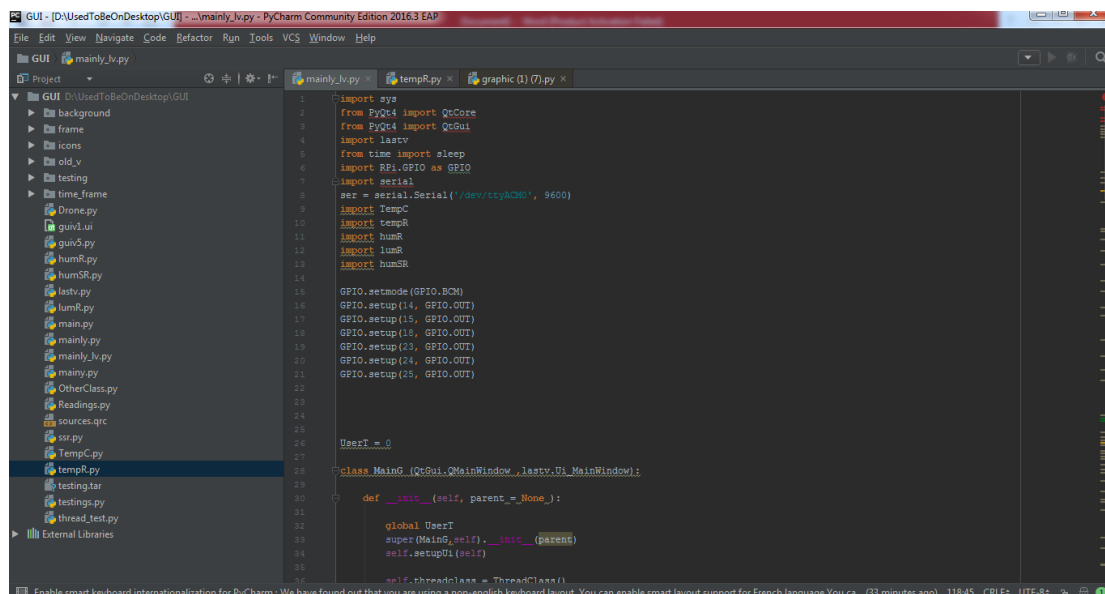 GUI - [D:\UsedToBeOnDesktop\GUI] - ...\mainly_lv.py - PyCharm Community Edition 2016.3 EAP
File Edit View Navigate Code Refactor Run Tools VCS Window Help
GUI mainly_lv.py
Project
mainly_lv.py × tempR.py × graphic (1) (7).py ×
GUI D:\UsedToBeOnDesktop\GUI
background
frame
icons
old_v
testing
time_frame
Drone.py
guiv1.ui
guiv5.py
humR.py
humSR.py
lastv.py
lumR.py
main.py
mainly.py
mainly_lv.py
mainy.py
OtherClass.py
Readings.py
sources.qrc
ssr.py
TempC.py
tempR.py
testing.tar
testings.py
thread_test.py
External Libraries
1 import sys
2 from PyQt4 import QtCore
3 from PyQt4 import QtGui
4 import lastv
5 from time import sleep
6 import RPi.GPIO as GPIO
7 import serial
8 ser = serial.Serial('/dev/ttyACM0', 9600)
9 import TempC
10 import tempR
11 import humR
12 import lumR
13 import humSR
14
15 GPIO.setmode(GPIO.BCM)
16 GPIO.setup(14, GPIO.OUT)
17 GPIO.setup(15, GPIO.OUT)
18 GPIO.setup(18, GPIO.OUT)
19 GPIO.setup(23, GPIO.OUT)
20 GPIO.setup(24, GPIO.OUT)
21 GPIO.setup(25, GPIO.OUT)
22
23
24
25
26 UserT = 0
27
28 class MainG (QtGui.QMainWindow ,lastv.Ui_MainWindow):
29
30 def __init__(self, parent = None ):
31
32 global UserT
33 super(MainG,self).__init__(parent)
34 self.setupUi(self)
35
36 self.threadclass = ThreadClass()
Enable smart keyboard internationalization for PyCharm.: We have found out that you are using a non-english keyboard layout. You can enable smart layout support for French language.You ca... (33 minutes ago) 118:45 CRLF÷ UTF-8÷